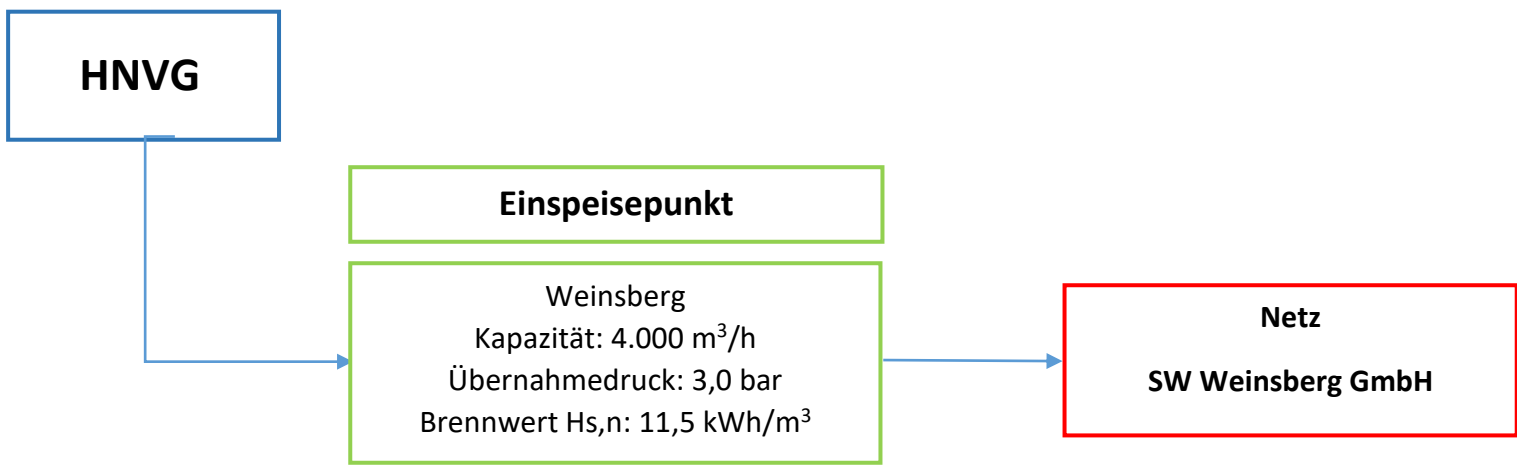 HNVG
Einspeisepunkt
Weinsberg
Kapazität: 4.000 m³/h
Übernahmedruck: 3,0 bar
Brennwert Hs,n: 11,5 kWh/m³
Netz
SW Weinsberg GmbH